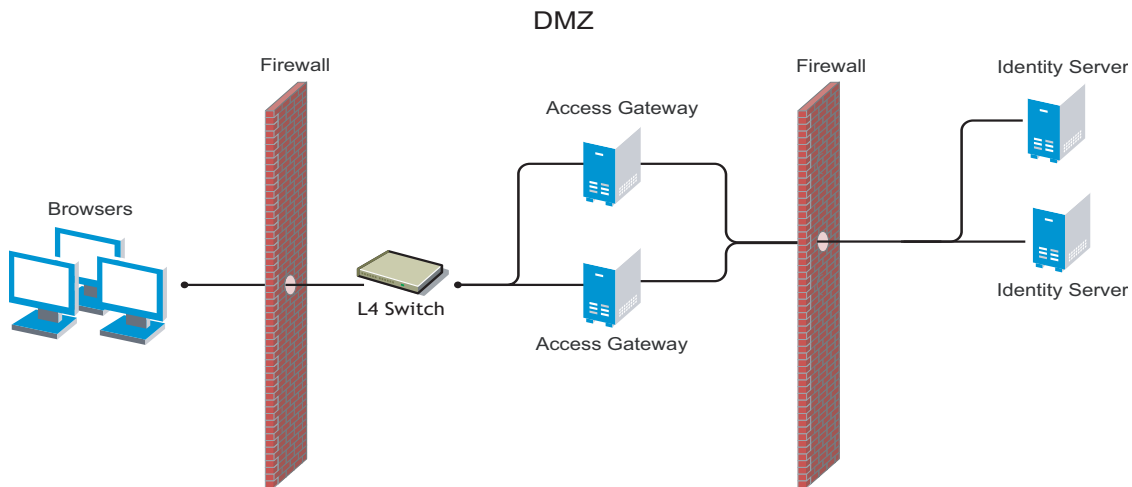 DMZ
Firewall
Firewall
Identity Server
Access Gateway
Browsers
L4 Switch
Identity Server
Access Gateway